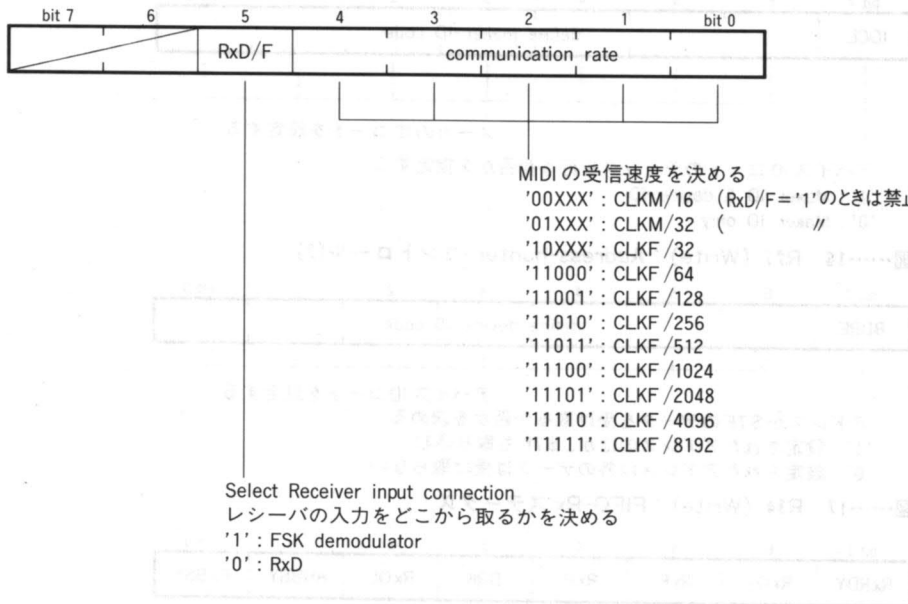 bit 7 6 5 4 3 2 1 bit 0
RxD/F communication rate
MIDIの受信速度を決める
'00XXX' : CLKM/16 (RxD/F='1'のときは禁止
'01XXX' : CLKM/32 ( 〃
'10XXX' : CLKF/32
'11000' : CLKF/64
'11001' : CLKF/128
'11010' : CLKF/256
'11011' : CLKF/512
'11100' : CLKF/1024
'11101' : CLKF/2048
'11110' : CLKF/4096
'11111' : CLKF/8192
Select Receiver input connection
レシーバの入力をどこから取るかを決める
'1' : FSK demodulator
'0' : RxD